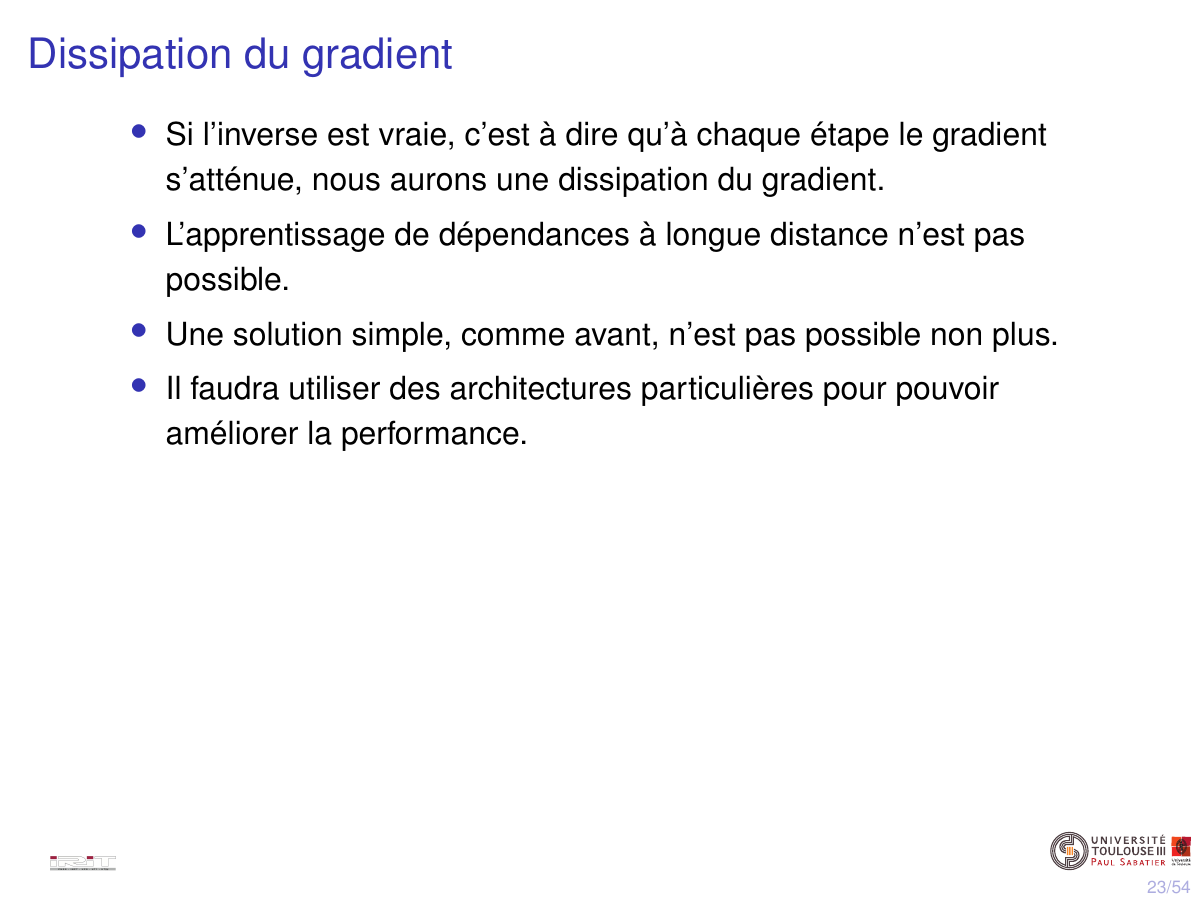 Dissipation du gradient
Si l'inverse est vraie, c'est à dire qu'à chaque étape le gradient
s'atténue, nous aurons une dissipation du gradient.
L'apprentissage de dépendances à longue distance n'est pas
possible.
Une solution simple, comme avant, n'est pas possible non plus.
Il faudra utiliser des architectures particulières pour pouvoir
améliorer la performance.
IRIT
UNIVERSITÉ
TOULOUSE III
PAUL SABATIER
23/54